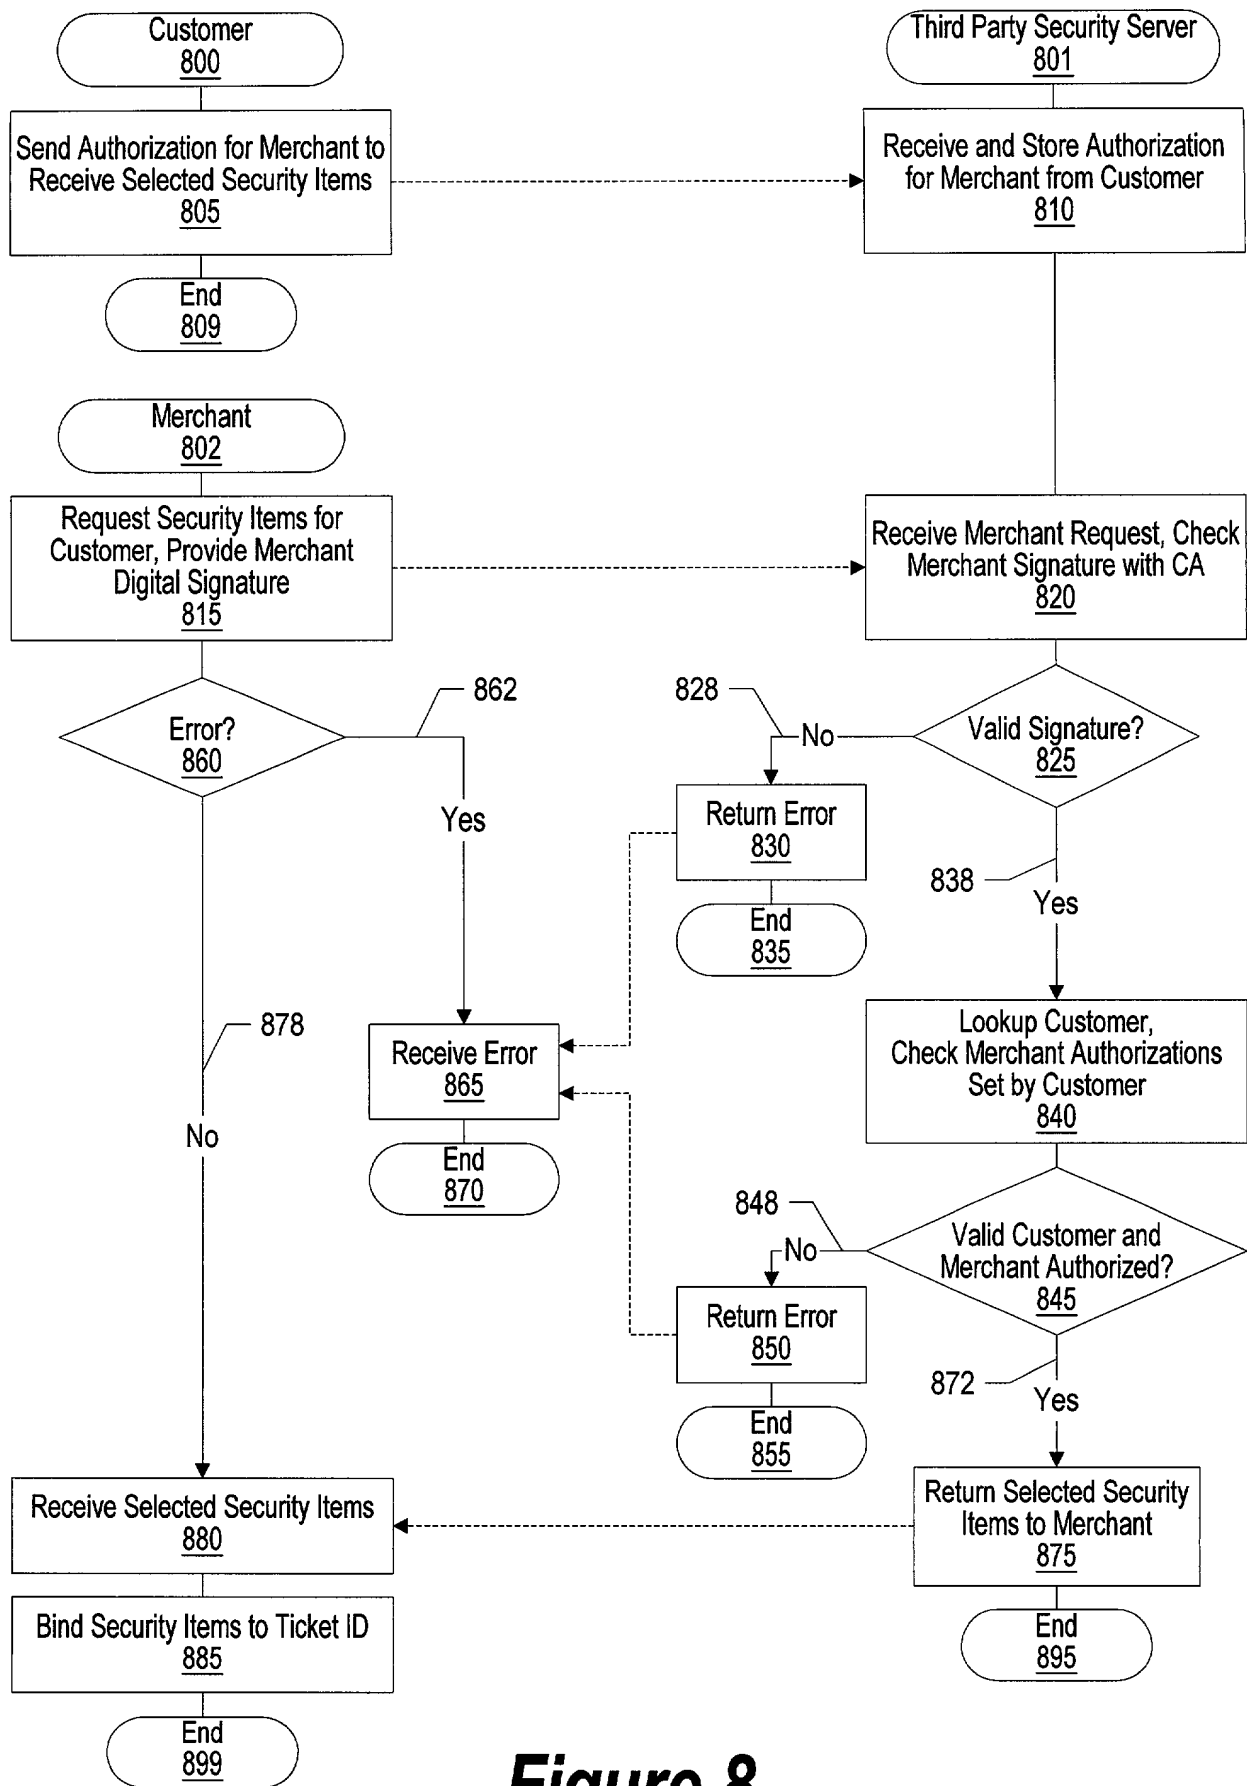 Customer
800
Third Party Security Server
801
Send Authorization for Merchant to
Receive Selected Security Items
805
Receive and Store Authorization
for Merchant from Customer
810
End
809
Merchant
802
Request Security Items for
Customer, Provide Merchant
Digital Signature
815
Receive Merchant Request, Check
Merchant Signature with CA
820
Error?
860
862
Yes
828
No
Valid Signature?
825
Return Error
830
End
835
838
Yes
878
No
Receive Error
865
End
870
Lookup Customer,
Check Merchant Authorizations
Set by Customer
840
848
No
Valid Customer and
Merchant Authorized?
845
Return Error
850
End
855
872
Yes
Receive Selected Security Items
880
Return Selected Security
Items to Merchant
875
Bind Security Items to Ticket ID
885
End
895
End
899
Figure 8